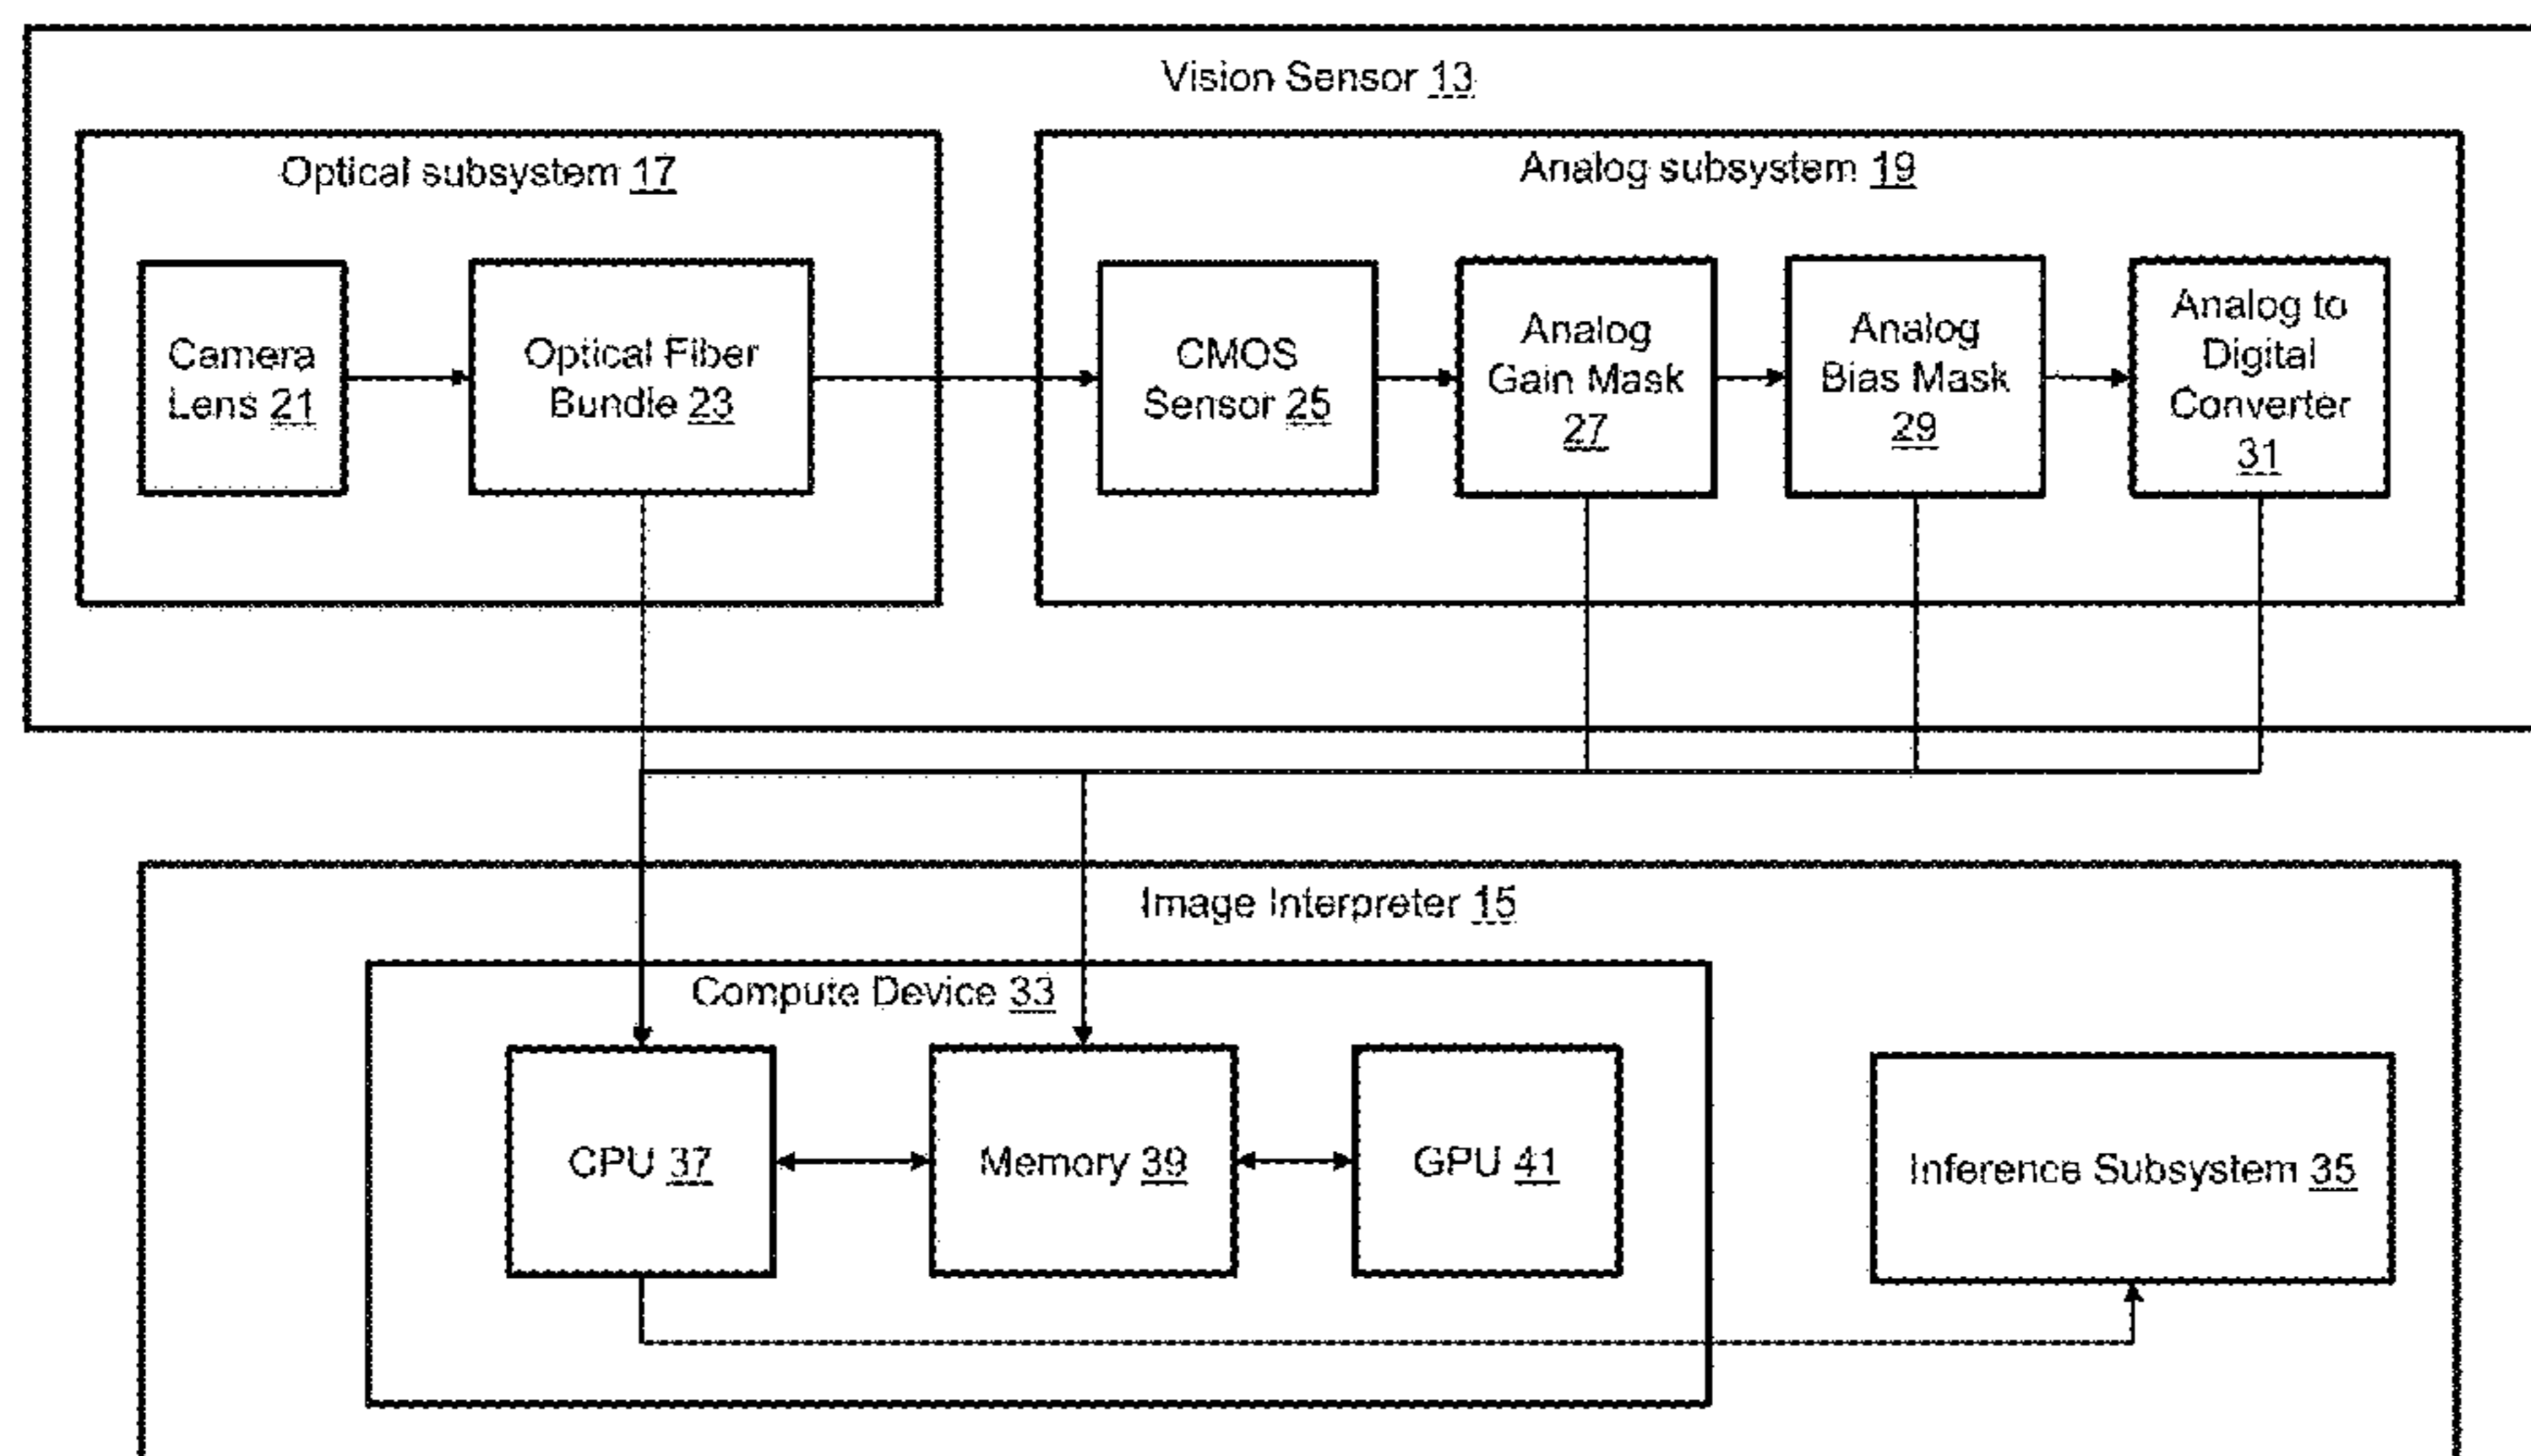 Vision Sensor 13
Optical subsystem 17
Analog subsystem 19
Camera
Lens 21
Optical Fiber
Bundle 23
CMOS
Sensor 25
Analog
Gain Mask
27
Analog
Bias Mask
29
Analog to
Digital
Converter
31
Image Interpreter 15
Compute Device 33
CPU 37
Memory 39
GPU 41
Inference Subsystem 35